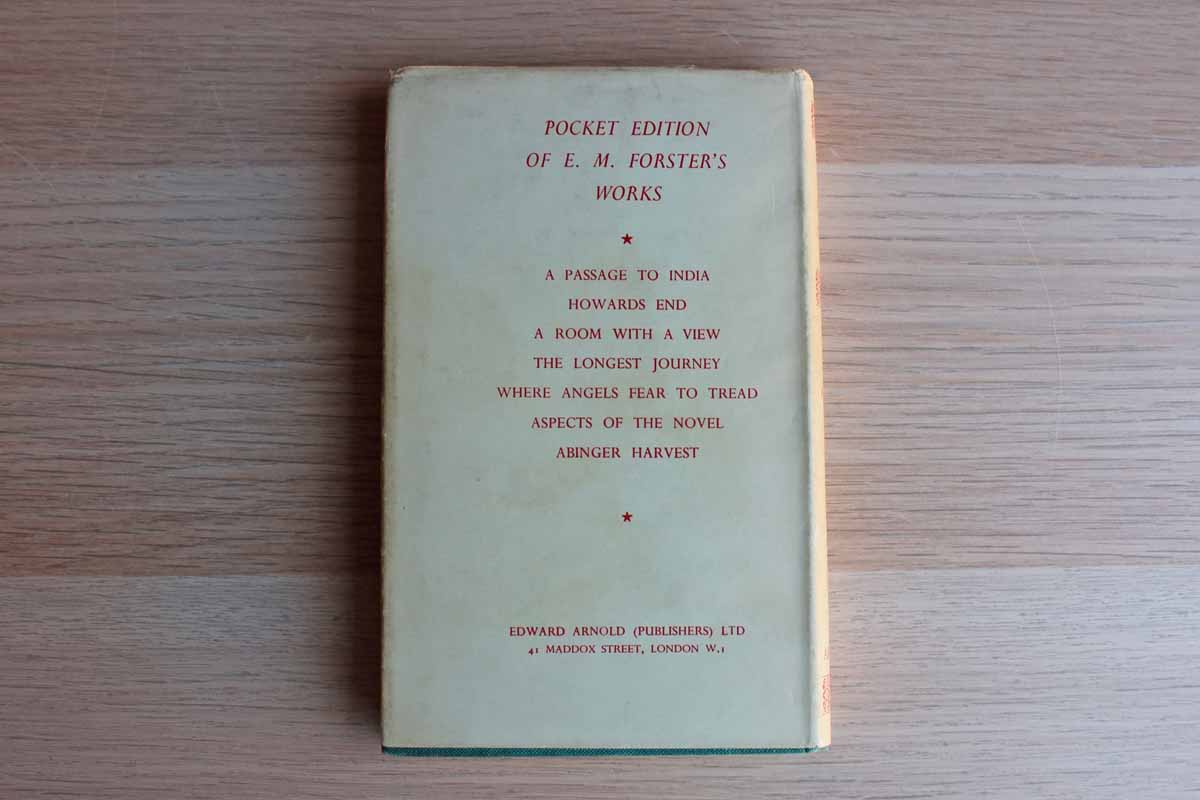 POCKET EDITION
OF E. M. FORSTER'S
WORKS
A PASSAGE TO INDIA
HOWARDS END
A ROOM WITH A VIEW
THE LONGEST JOURNEY
WHERE ANGELS FEAR TO TREAD
ASPECTS OF THE NOVEL
ABINGER HARVEST
EDWARD ARNOLD (PUBLISHERS) LTD
41 MADDOX STREET, LONDON W.1